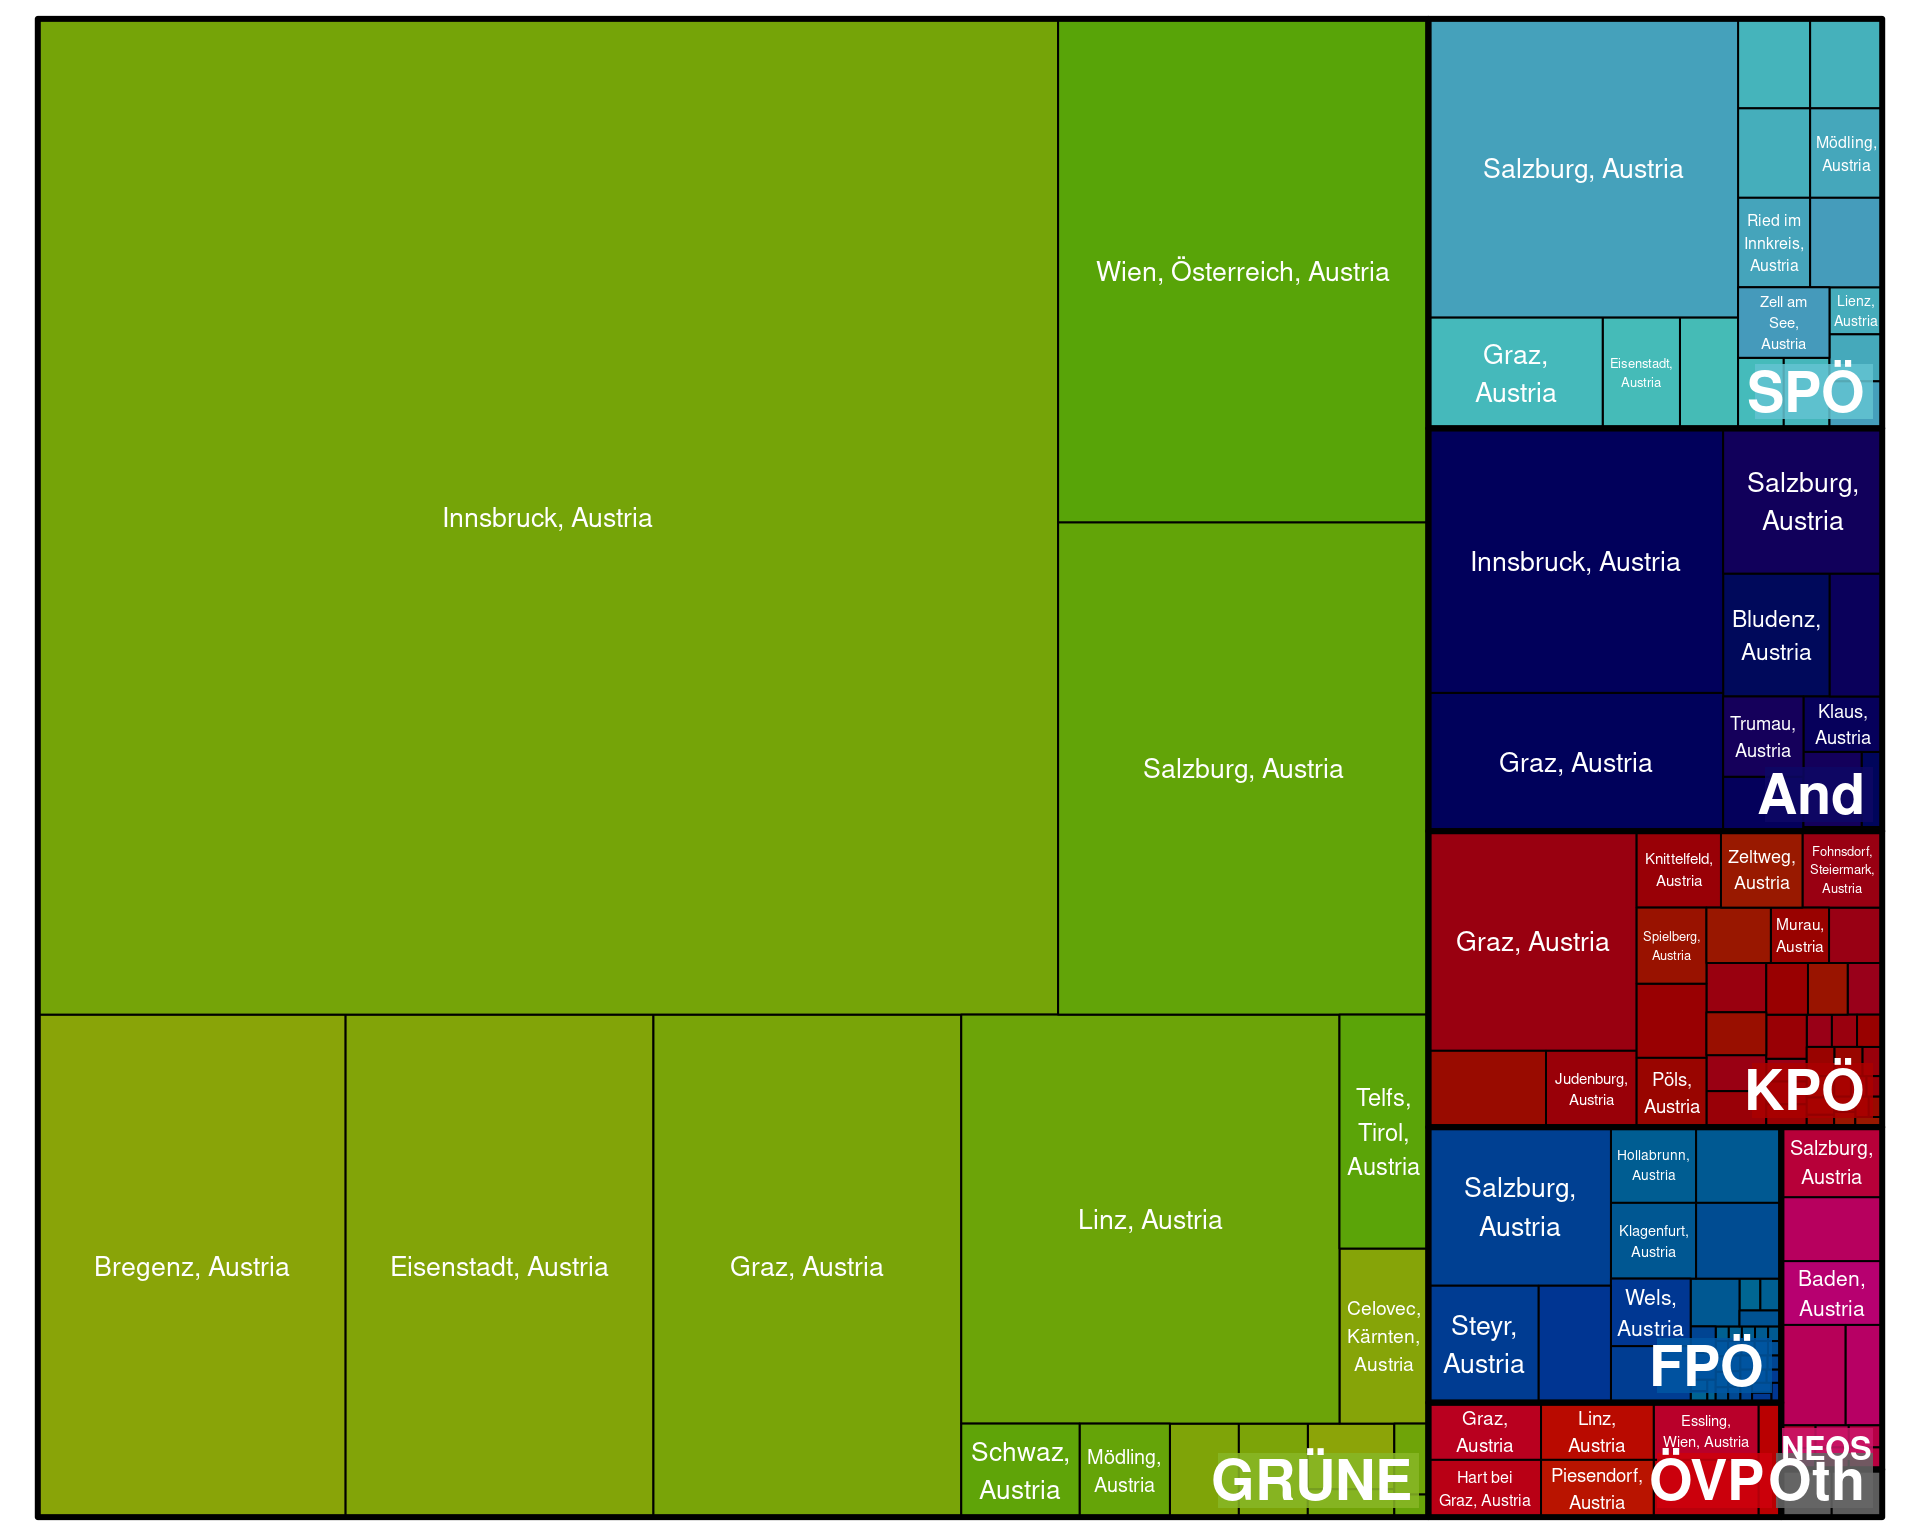 Innsbruck, Austria
Wien, Österreich, Austria
Salzburg, Austria
Bregenz, Austria
Eisenstadt, Austria
Graz, Austria
Linz, Austria
Telfs,
Tirol,
Austria
Celovec,
Kärnten,
Austria
Schwaz,
Austria
Mödling,
Austria
GRÜNE
Salzburg, Austria
Graz,
Austria
Eisenstadt,
Austria
Mödling,
Austria
Ried im
Innkreis,
Austria
Zell am
See,
Austria
Lienz,
Austria
SPÖ
Innsbruck, Austria
Graz, Austria
Salzburg,
Austria
Bludenz,
Austria
Trumau,
Austria
Klaus,
Austria
And
Graz, Austria
Knittelfeld,
Austria
Zeltweg,
Austria
Fohnsdorf,
Steiermark,
Austria
Spielberg,
Austria
Murau,
Austria
Judenburg,
Austria
Pöls,
Austria
KPÖ
Salzburg,
Austria
Hollabrunn,
Austria
Klagenfurt,
Austria
Steyr,
Austria
Wels,
Austria
FPÖ
Salzburg,
Austria
Baden,
Austria
NEOS
Graz,
Austria
Linz,
Austria
Essling,
Wien, Austria
Hart bei
Graz, Austria
Piesendorf,
Austria
ÖVP
Oth